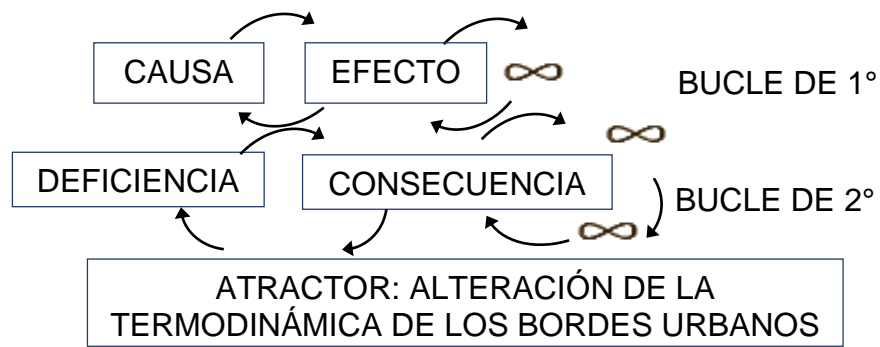 CAUSA
EFECTO
∞
BUCLE DE 1°
∞
DEFICIENCIA
CONSECUENCIA
BUCLE DE 2°
∞
ATRACTOR: ALTERACIÓN DE LA
TERMODINÁMICA DE LOS BORDES URBANOS